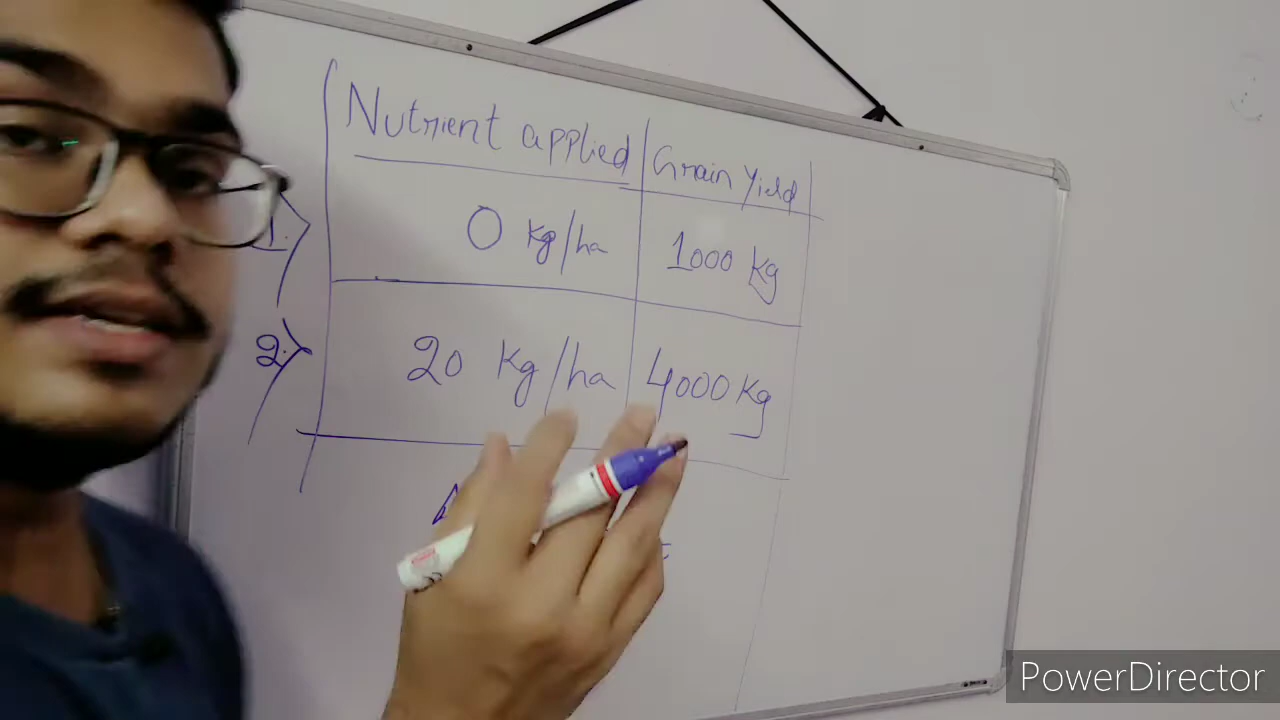 Nutrient applied Grain Yield
1. 0 kg/ha 1000 kg
2. 20 kg/ha 4000 kg
PowerDirector